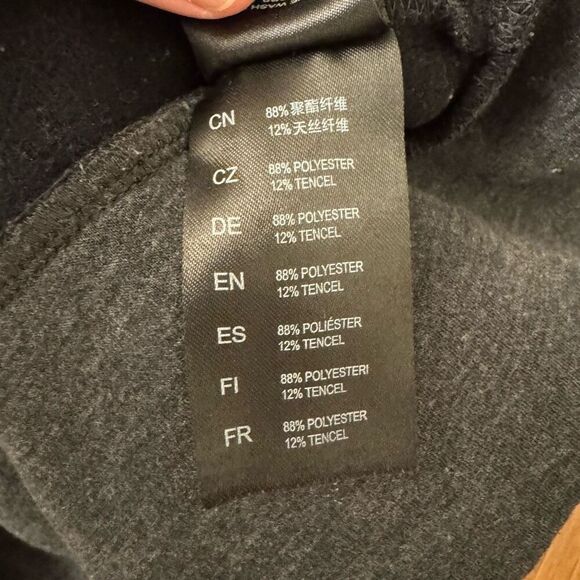 WASH
CN 88%聚酯纤维
12%天丝纤维
CZ 88% POLYESTER
12% TENCEL
DE 88% POLYESTER
12% TENCEL
EN 88% POLYESTER
12% TENCEL
ES 88% POLIÉSTER
12% TENCEL
FI 88% POLYESTERI
12% TENCEL
FR 88% POLYESTER
12% TENCEL